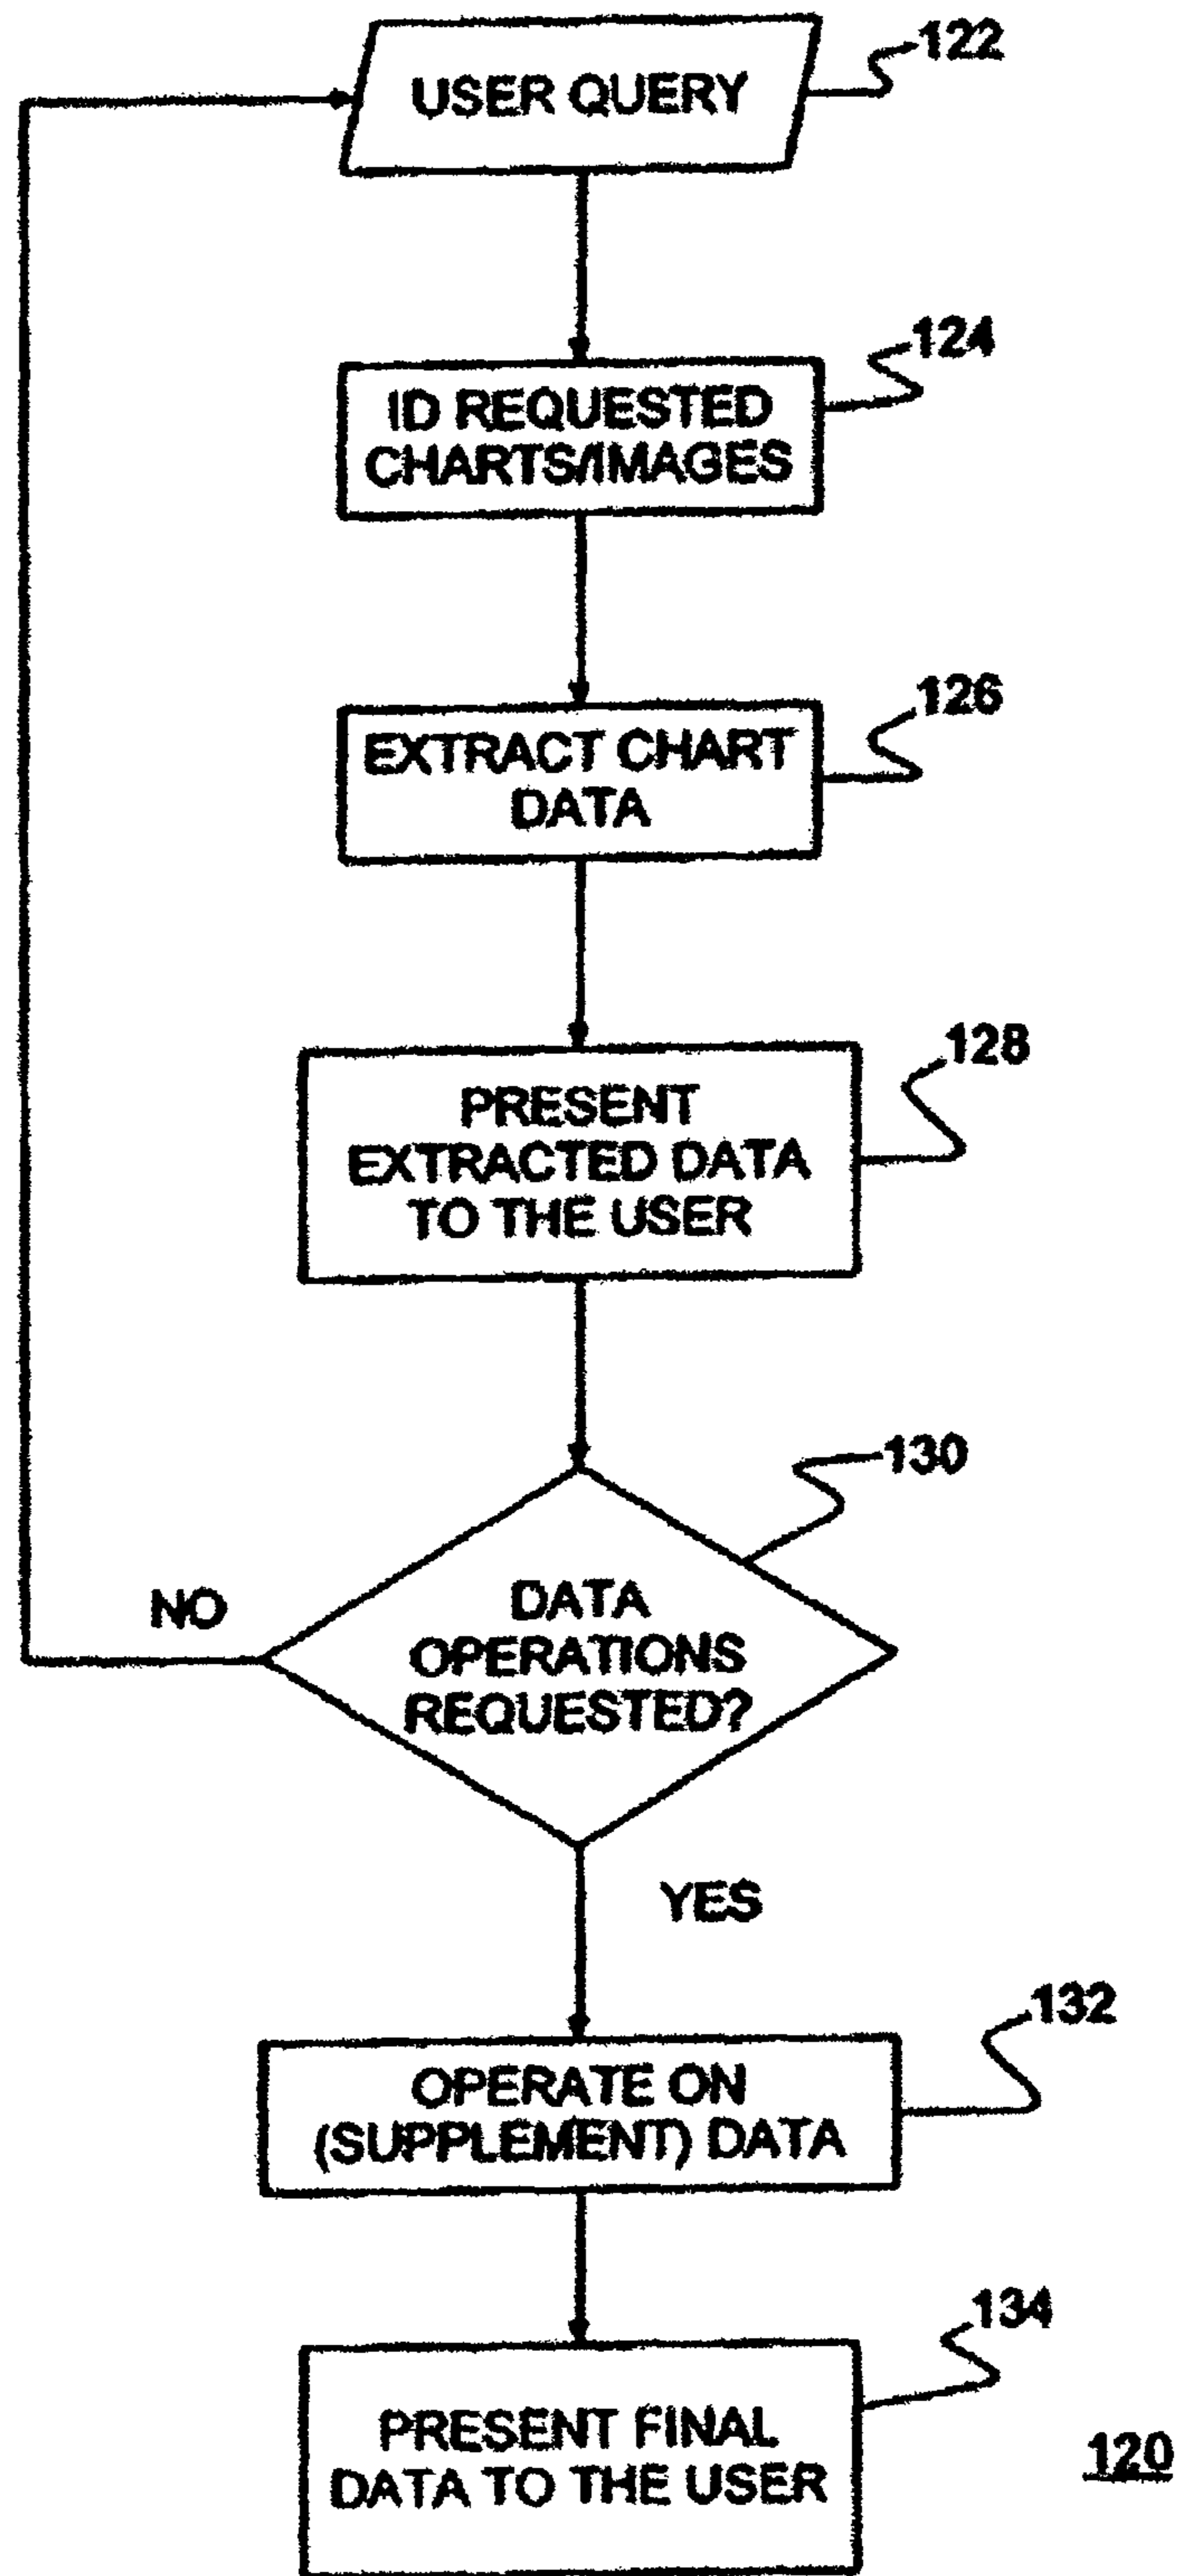 USER QUERY
122
ID REQUESTED
CHARTS/IMAGES
124
EXTRACT CHART
DATA
126
PRESENT
EXTRACTED DATA
TO THE USER
128
DATA
OPERATIONS
REQUESTED?
130
NO
YES
OPERATE ON
(SUPPLEMENT) DATA
132
PRESENT FINAL
DATA TO THE USER
134
120